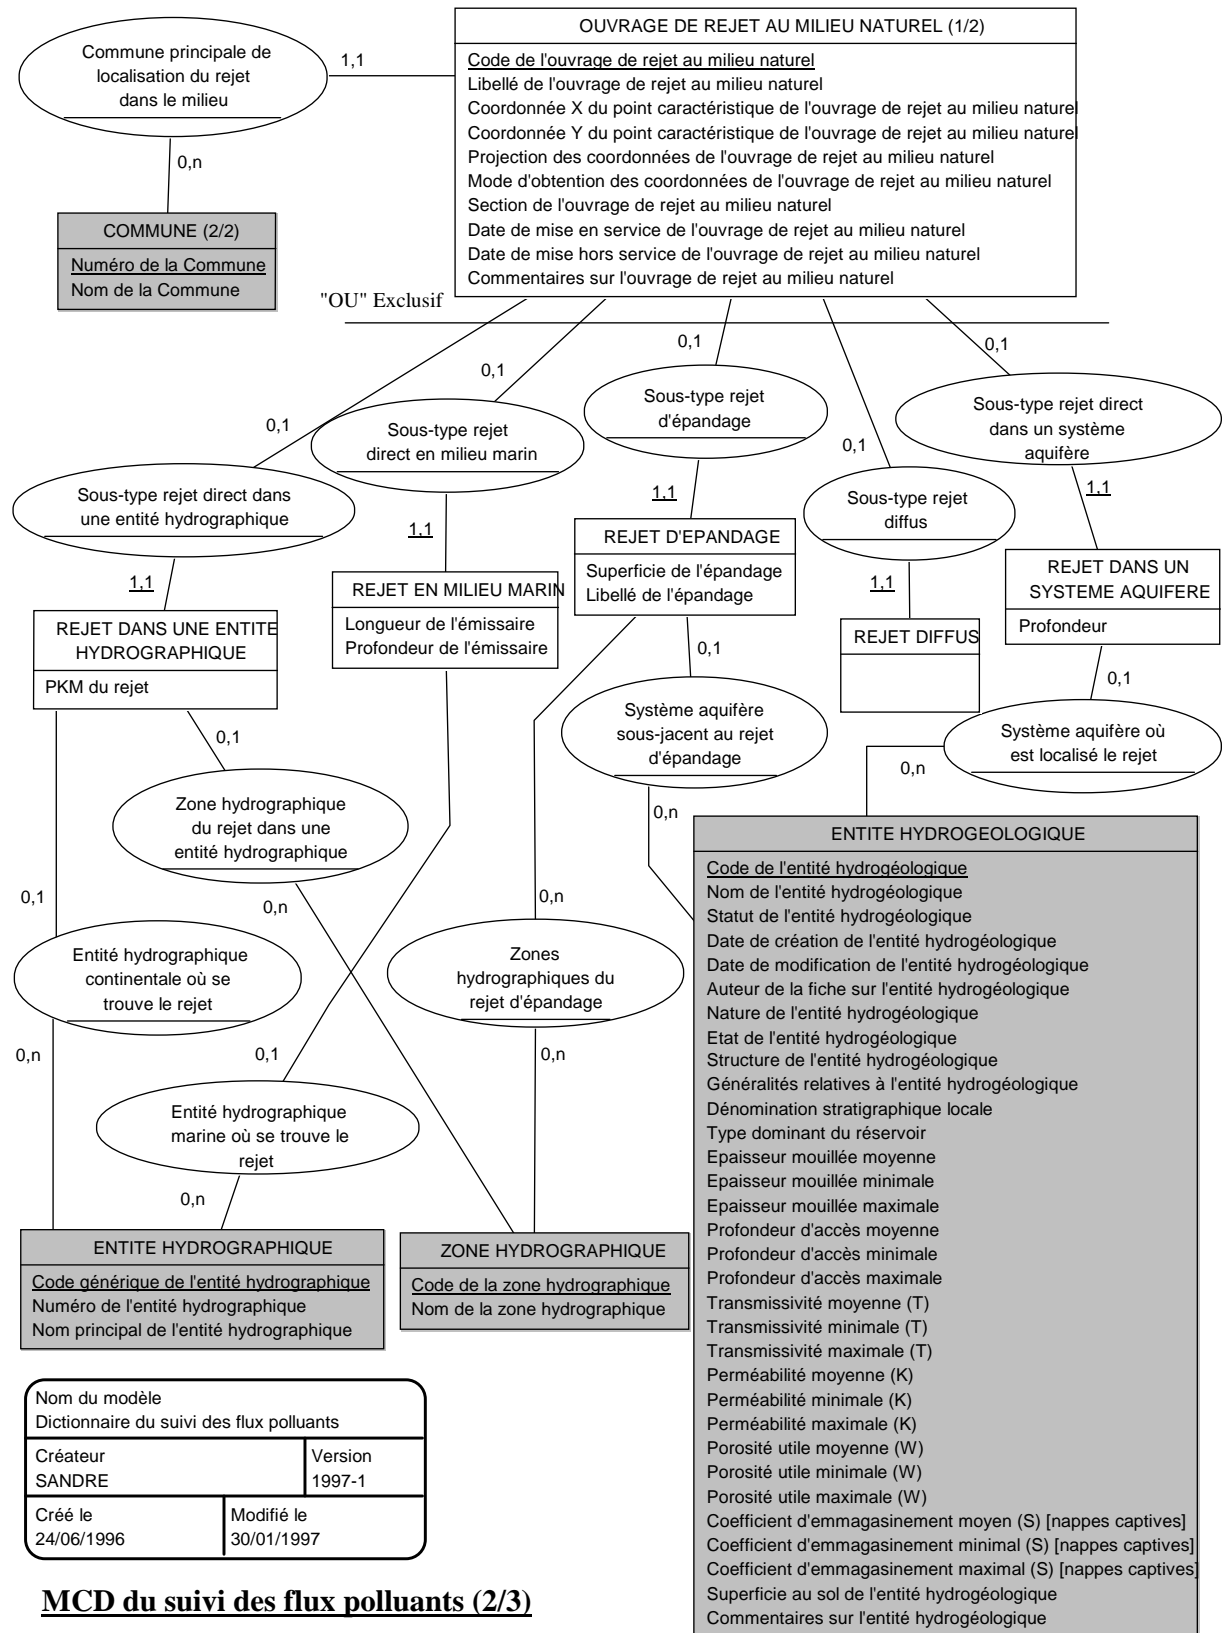 Commune principale de
localisation du rejet
dans le milieu
1,1
0,n
COMMUNE (2/2)
Numéro de la Commune
Nom de la Commune
OUVRAGE DE REJET AU MILIEU NATUREL (1/2)
Code de l'ouvrage de rejet au milieu naturel
Libellé de l'ouvrage de rejet au milieu naturel
Coordonnée X du point caractéristique de l'ouvrage de rejet au milieu naturel
Coordonnée Y du point caractéristique de l'ouvrage de rejet au milieu naturel
Projection des coordonnées de l'ouvrage de rejet au milieu naturel
Mode d'obtention des coordonnées de l'ouvrage de rejet au milieu naturel
Section de l'ouvrage de rejet au milieu naturel
Date de mise en service de l'ouvrage de rejet au milieu naturel
Date de mise hors service de l'ouvrage de rejet au milieu naturel
Commentaires sur l'ouvrage de rejet au milieu naturel
"OU" Exclusif
0,1
0,1
0,1
0,1
0,1
Sous-type rejet direct dans
une entité hydrographique
Sous-type rejet
direct en milieu marin
Sous-type rejet
d'épandage
Sous-type rejet
diffus
Sous-type rejet direct
dans un système
aquifère
1,1
1,1
1,1
1,1
1,1
REJET DANS UNE ENTITE
HYDROGRAPHIQUE
PKM du rejet
REJET EN MILIEU MARIN
Longueur de l'émissaire
Profondeur de l'émissaire
REJET D'EPANDAGE
Superficie de l'épandage
Libellé de l'épandage
REJET DIFFUS
REJET DANS UN
SYSTEME AQUIFERE
Profondeur
0,1
0,1
0,1
Zone hydrographique
du rejet dans une
entité hydrographique
Système aquifère
sous-jacent au rejet
d'épandage
Système aquifère où
est localisé le rejet
0,n
0,n
0,1
0,n
0,n
Entité hydrographique
continentale où se
trouve le rejet
Zones
hydrographiques du
rejet d'épandage
0,n
0,1
0,n
Entité hydrographique
marine où se trouve le
rejet
0,n
ENTITE HYDROGRAPHIQUE
Code générique de l'entité hydrographique
Numéro de l'entité hydrographique
Nom principal de l'entité hydrographique
ZONE HYDROGRAPHIQUE
Code de la zone hydrographique
Nom de la zone hydrographique
ENTITE HYDROGEOLOGIQUE
Code de l'entité hydrogéologique
Nom de l'entité hydrogéologique
Statut de l'entité hydrogéologique
Date de création de l'entité hydrogéologique
Date de modification de l'entité hydrogéologique
Auteur de la fiche sur l'entité hydrogéologique
Nature de l'entité hydrogéologique
Etat de l'entité hydrogéologique
Structure de l'entité hydrogéologique
Généralités relatives à l'entité hydrogéologique
Dénomination stratigraphique locale
Type dominant du réservoir
Epaisseur mouillée moyenne
Epaisseur mouillée minimale
Epaisseur mouillée maximale
Profondeur d'accès moyenne
Profondeur d'accès minimale
Profondeur d'accès maximale
Transmissivité moyenne (T)
Transmissivité minimale (T)
Transmissivité maximale (T)
Perméabilité moyenne (K)
Perméabilité minimale (K)
Perméabilité maximale (K)
Porosité utile moyenne (W)
Porosité utile minimale (W)
Porosité utile maximale (W)
Coefficient d'emmagasinement moyen (S) [nappes captives]
Coefficient d'emmagasinement minimal (S) [nappes captives]
Coefficient d'emmagasinement maximal (S) [nappes captives]
Superficie au sol de l'entité hydrogéologique
Commentaires sur l'entité hydrogéologique
Nom du modèle
Dictionnaire du suivi des flux polluants
Créateur
SANDRE
Version
1997-1
Créé le
24/06/1996
Modifié le
30/01/1997
MCD du suivi des flux polluants (2/3)